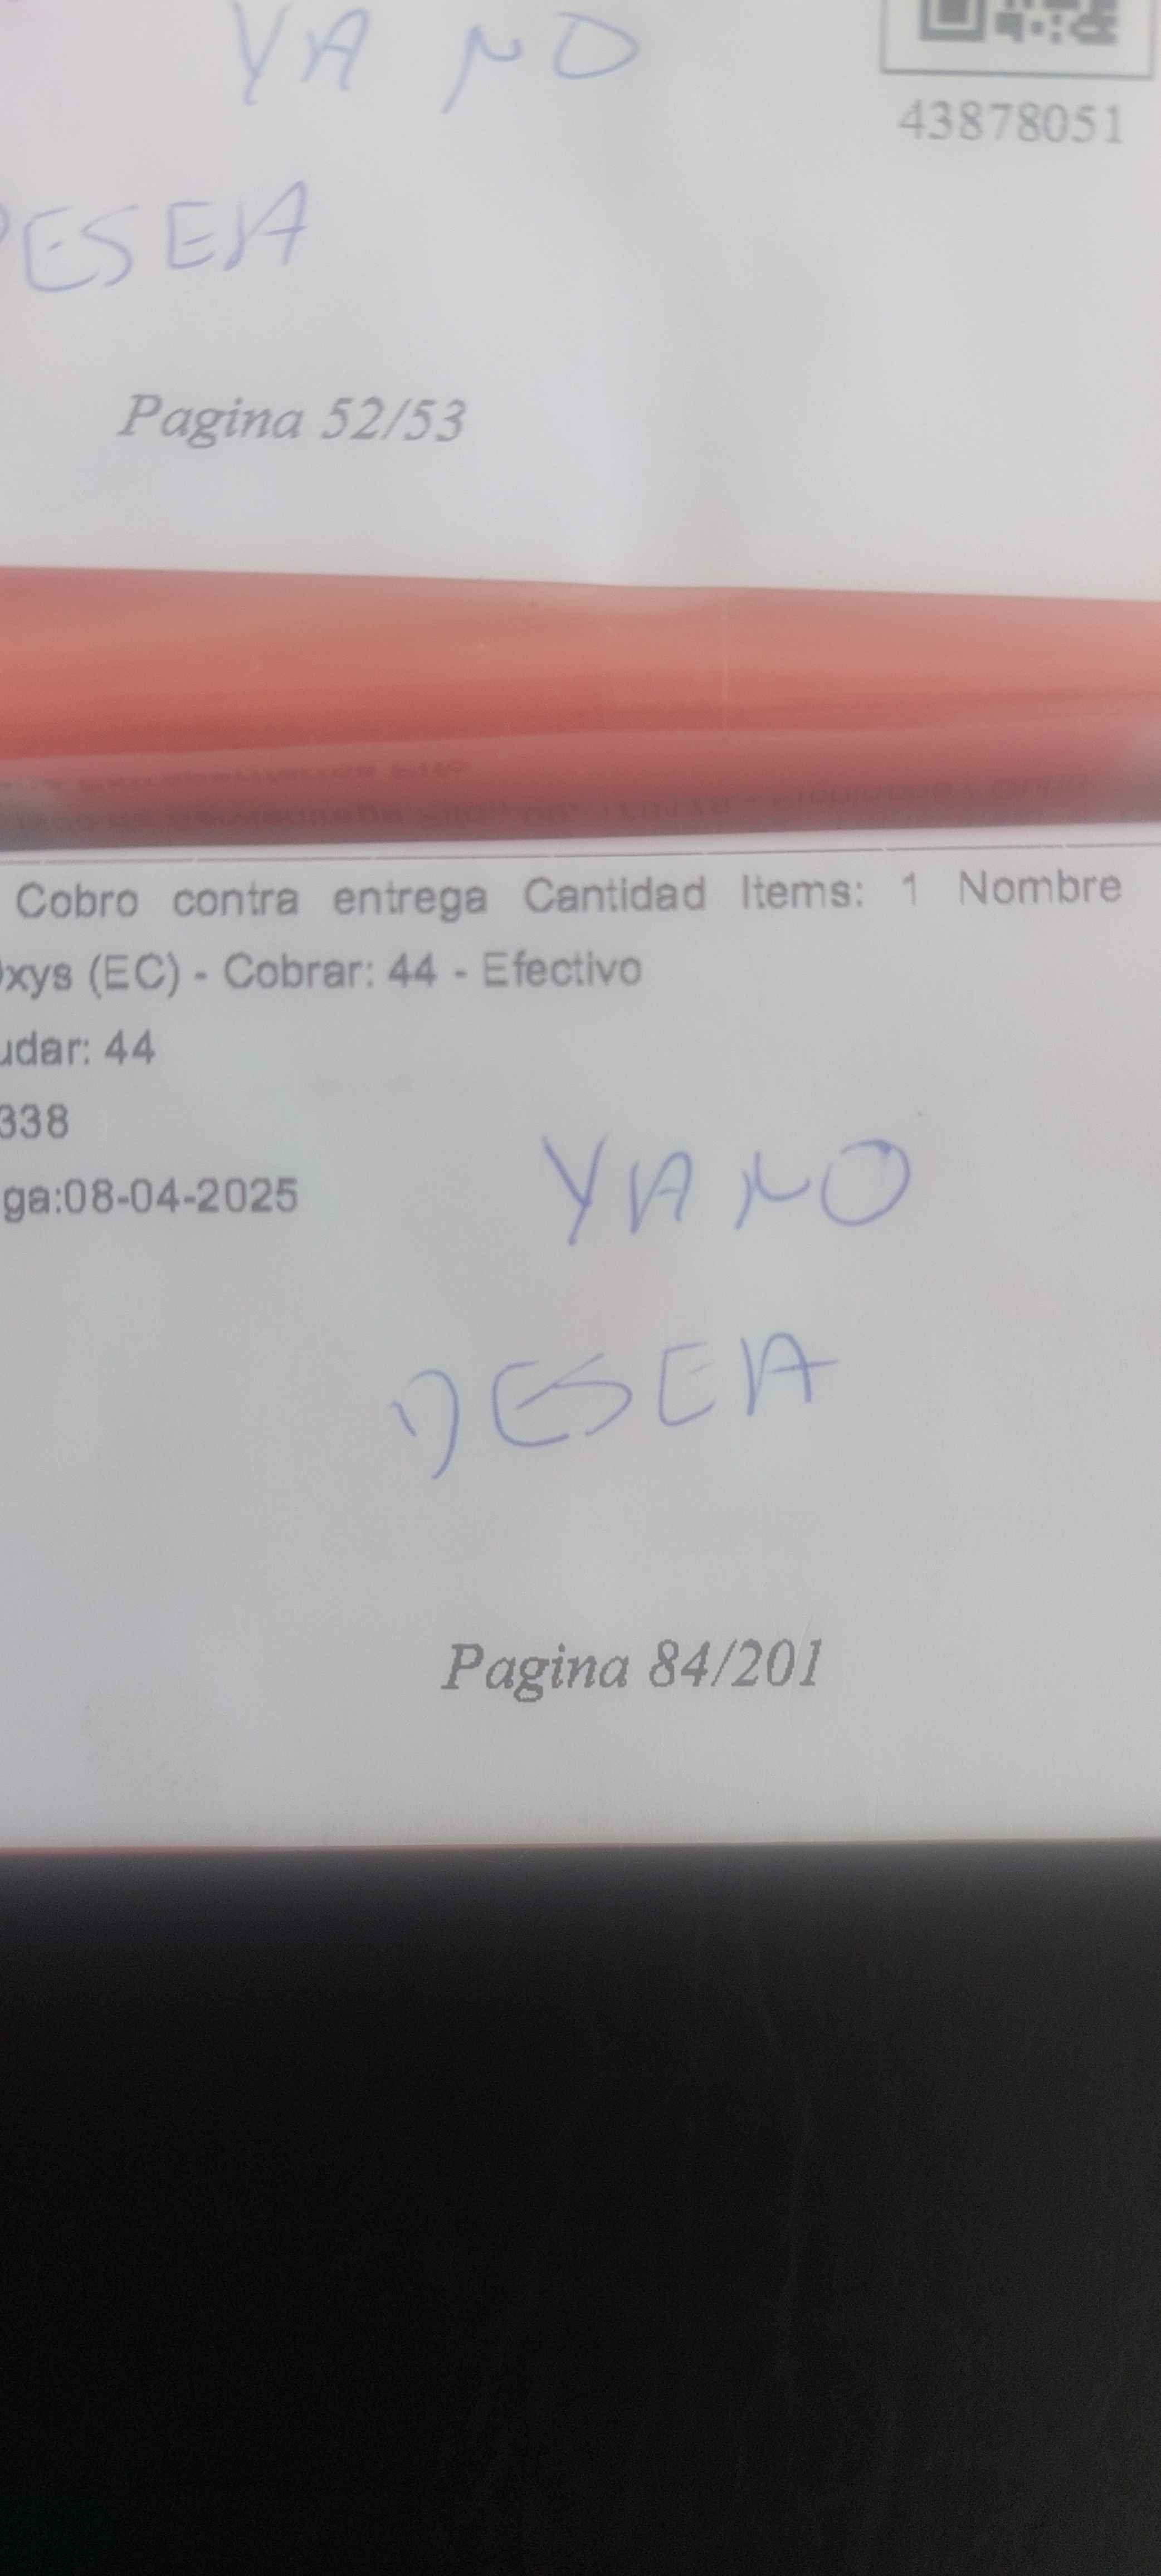 YA NO
43878051
DESEA
Pagina 52/53
Cobro contra entrega Cantidad Items: 1 Nombre
xys (EC) - Cobrar: 44 - Efectivo
udar: 44
338
ga:08-04-2025
YA NO
DESEA
Pagina 84/201